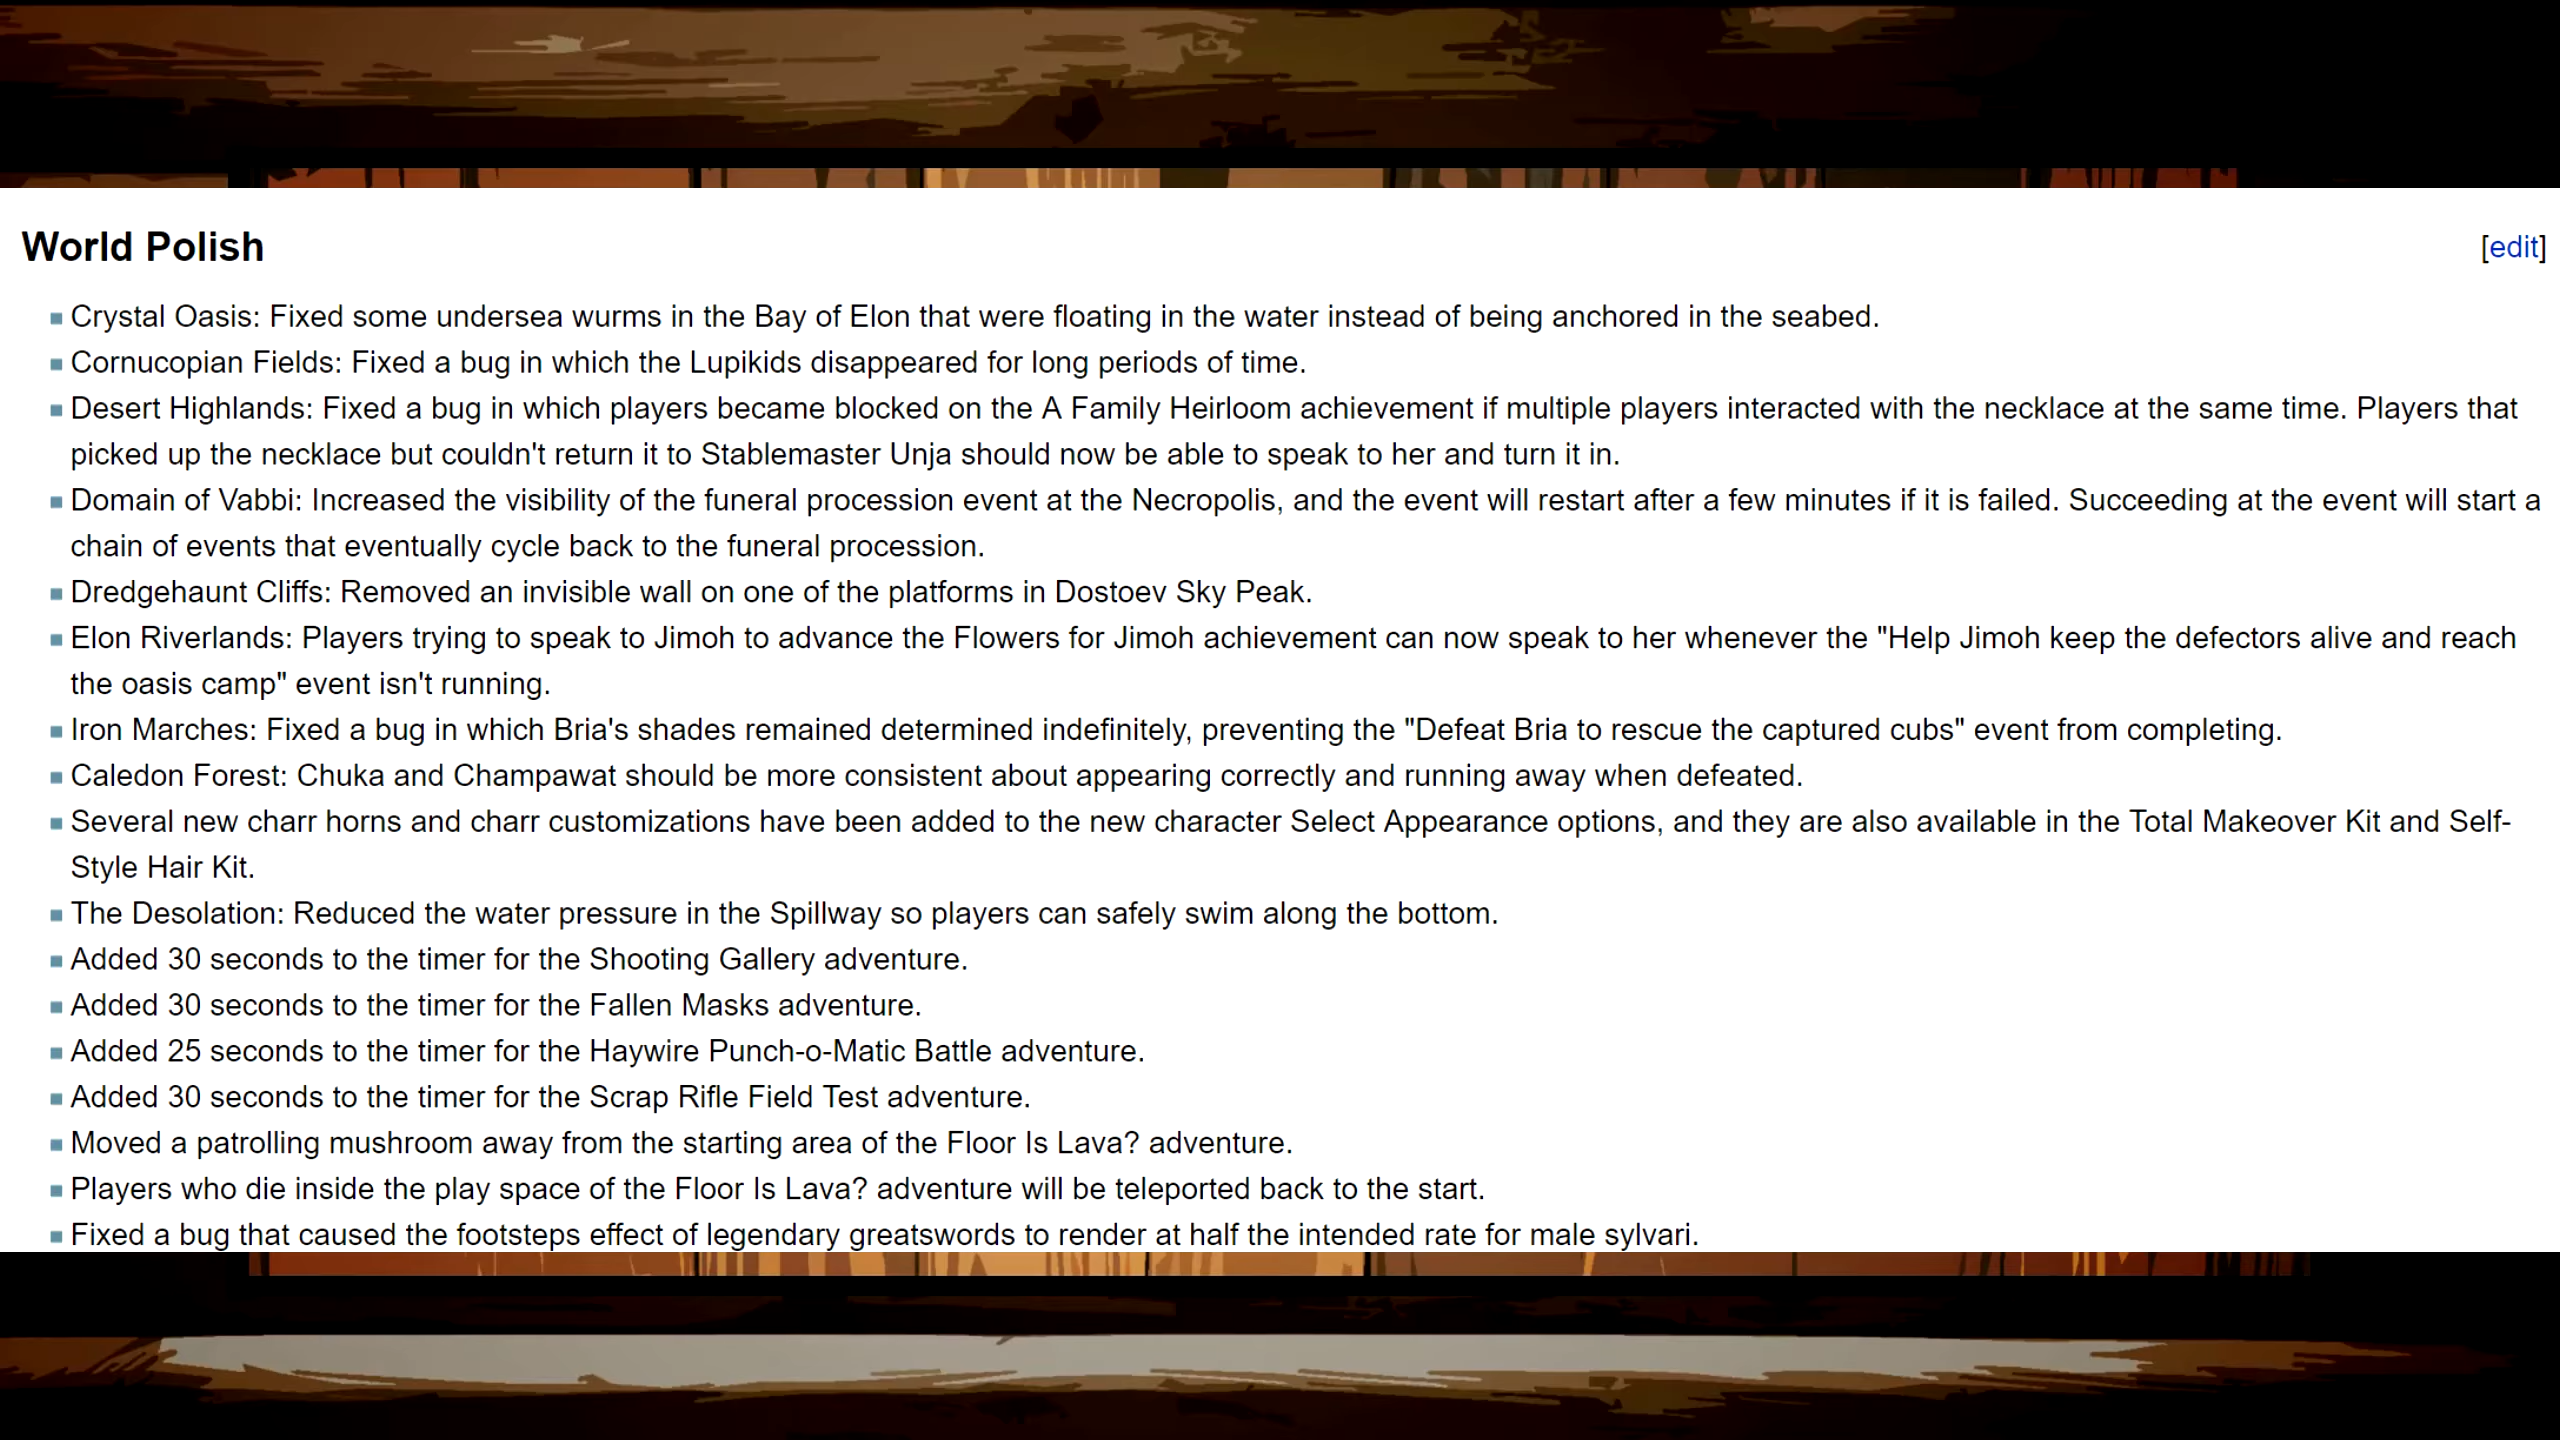 World Polish
[edit]
Crystal Oasis: Fixed some undersea wurms in the Bay of Elon that were floating in the water instead of being anchored in the seabed.
Cornucopian Fields: Fixed a bug in which the Lupikids disappeared for long periods of time.
Desert Highlands: Fixed a bug in which players became blocked on the A Family Heirloom achievement if multiple players interacted with the necklace at the same time. Players that
picked up the necklace but couldn't return it to Stablemaster Unja should now be able to speak to her and turn it in.
Domain of Vabbi: Increased the visibility of the funeral procession event at the Necropolis, and the event will restart after a few minutes if it is failed. Succeeding at the event will start a
chain of events that eventually cycle back to the funeral procession.
Dredgehaunt Cliffs: Removed an invisible wall on one of the platforms in Dostoev Sky Peak.
Elon Riverlands: Players trying to speak to Jimoh to advance the Flowers for Jimoh achievement can now speak to her whenever the "Help Jimoh keep the defectors alive and reach
the oasis camp" event isn't running.
Iron Marches: Fixed a bug in which Bria's shades remained determined indefinitely, preventing the "Defeat Bria to rescue the captured cubs" event from completing.
Caledon Forest: Chuka and Champawat should be more consistent about appearing correctly and running away when defeated.
Several new charr horns and charr customizations have been added to the new character Select Appearance options, and they are also available in the Total Makeover Kit and Self-
Style Hair Kit.
The Desolation: Reduced the water pressure in the Spillway so players can safely swim along the bottom.
Added 30 seconds to the timer for the Shooting Gallery adventure.
Added 30 seconds to the timer for the Fallen Masks adventure.
Added 25 seconds to the timer for the Haywire Punch-o-Matic Battle adventure.
Added 30 seconds to the timer for the Scrap Rifle Field Test adventure.
Moved a patrolling mushroom away from the starting area of the Floor Is Lava? adventure.
Players who die inside the play space of the Floor Is Lava? adventure will be teleported back to the start.
Fixed a bug that caused the footsteps effect of legendary greatswords to render at half the intended rate for male sylvari.